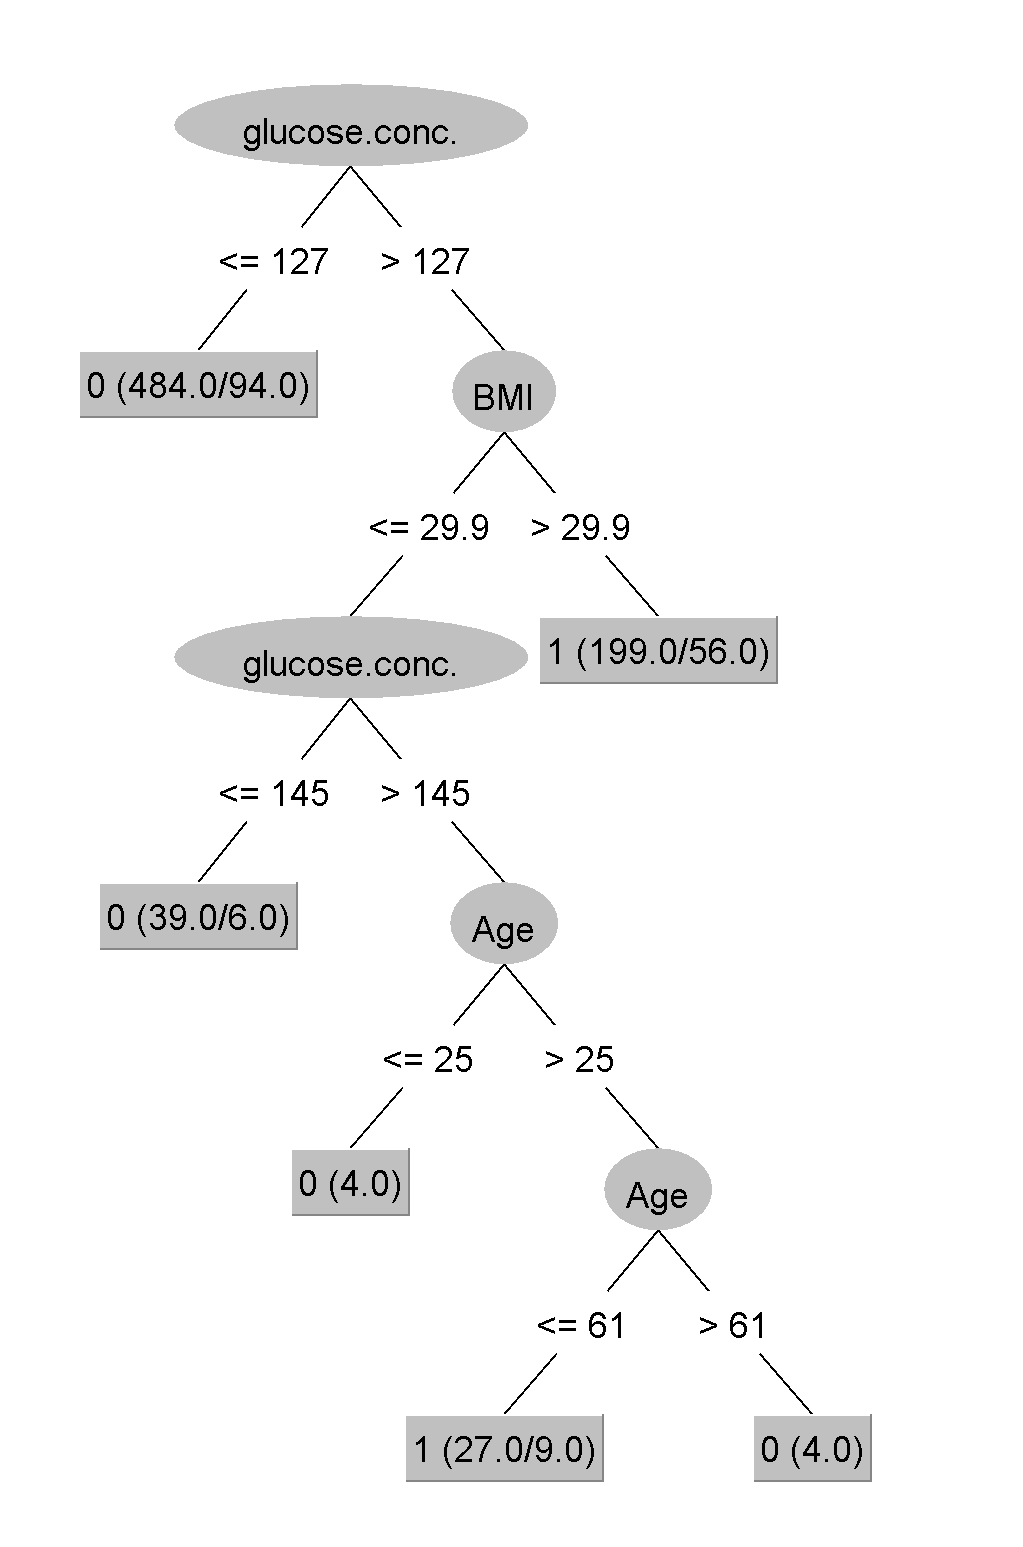 glucose.conc.
<= 127 > 127
0 (484.0/94.0)
BMI
<= 29.9 > 29.9
glucose.conc.
1 (199.0/56.0)
<= 145 > 145
0 (39.0/6.0)
Age
<= 25 > 25
0 (4.0)
Age
<= 61 > 61
1 (27.0/9.0)
0 (4.0)